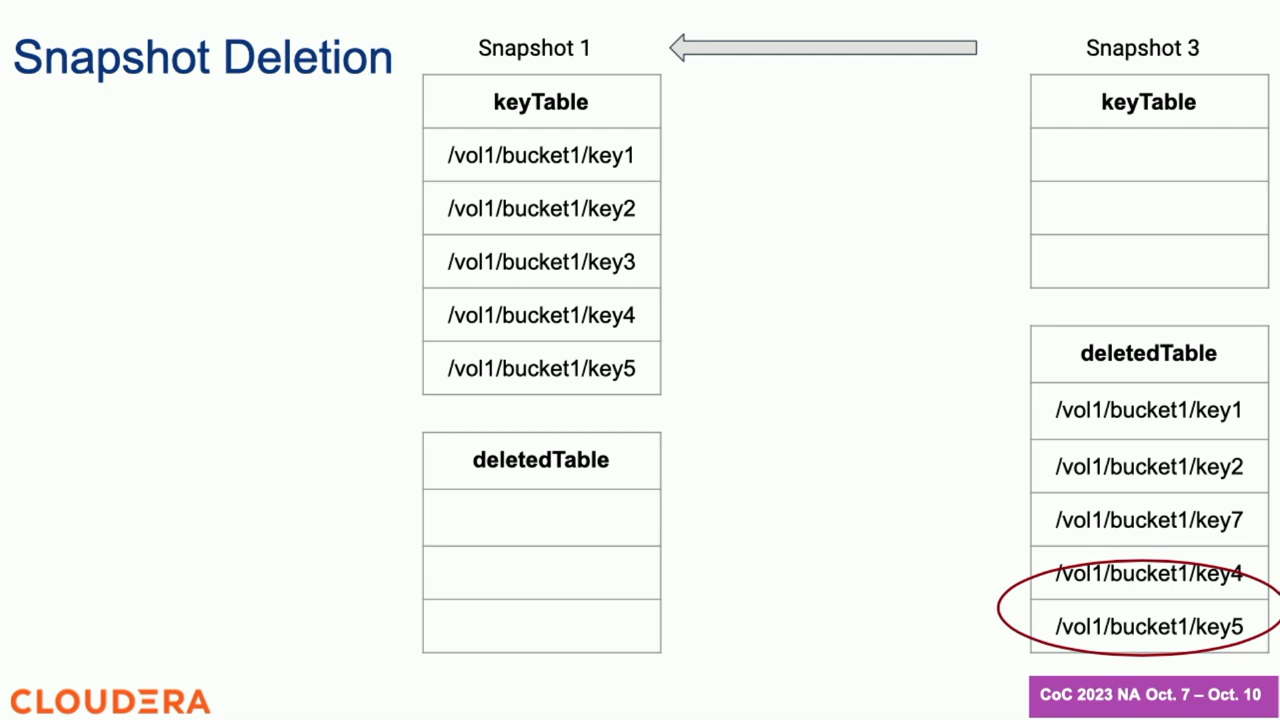 Snapshot Deletion
Snapshot 1
keyTable
/vol1/bucket1/key1
/vol1/bucket1/key2
/vol1/bucket1/key3
/vol1/bucket1/key4
/vol1/bucket1/key5
deletedTable
Snapshot 3
keyTable
deletedTable
/vol1/bucket1/key1
/vol1/bucket1/key2
/vol1/bucket1/key7
/vol1/bucket1/key4
/vol1/bucket1/key5
CLOUDERA
CoC 2023 NA Oct. 7 – Oct. 10